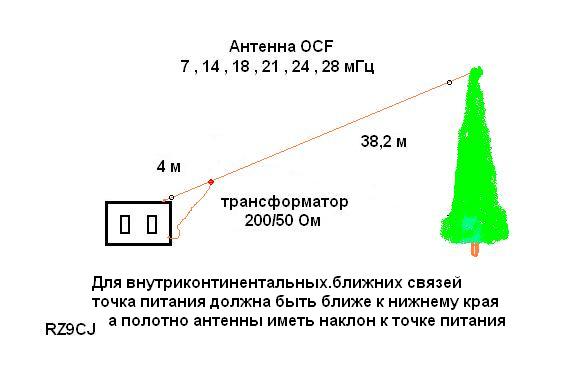 Антенна OCF
7 , 14 , 18 , 21 , 24 , 28 мГц
38,2 м
4 м
трансформатор
200/50 Ом
Для внутриконтинентальных.ближних связей
точка питания должна быть ближе к нижнему края
а полотно антенны иметь наклон к точке питания
RZ9CJ